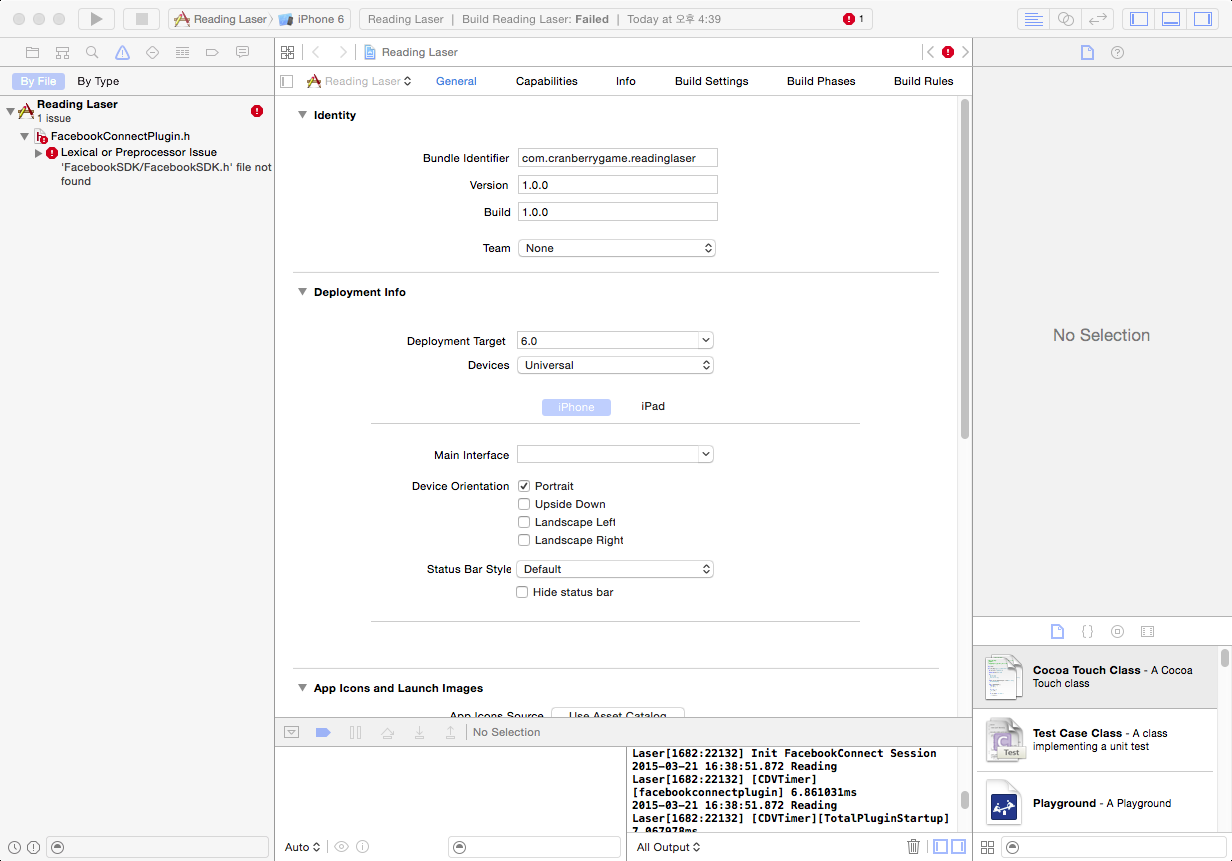 Reading Laser
iPhone 6
Reading Laser | Build Reading Laser: Failed | Today at 오후 4:39
1
Reading Laser
By File
By Type
Reading Laser
General
Capabilities
Info
Build Settings
Build Phases
Build Rules
Reading Laser
1 issue
FacebookConnectPlugin.h
Lexical or Preprocessor Issue
'FacebookSDK/FacebookSDK.h' file not
found
Identity
Bundle Identifier
com.cranberrygame.readinglaser
Version
1.0.0
Build
1.0.0
Team
None
Deployment Info
Deployment Target
6.0
Devices
Universal
iPhone
iPad
Main Interface
Device Orientation
Portrait
Upside Down
Landscape Left
Landscape Right
Status Bar Style
Default
Hide status bar
App Icons and Launch Images
App Icons Source
Use Asset Catalog
No Selection
Laser[1682:22132] Init FacebookConnect Session
2015-03-21 16:38:51.872 Reading
Laser[1682:22132] [CDVTimer]
[facebookconnectplugin] 6.861031ms
2015-03-21 16:38:51.872 Reading
Laser[1682:22132] [CDVTimer][TotalPluginStartup]
7.067978ms
Auto
All Output
No Selection
{ }
Cocoa Touch Class - A Cocoa
Touch class
Test
Test Case Class - A class
implementing a unit test
Playground - A Playground